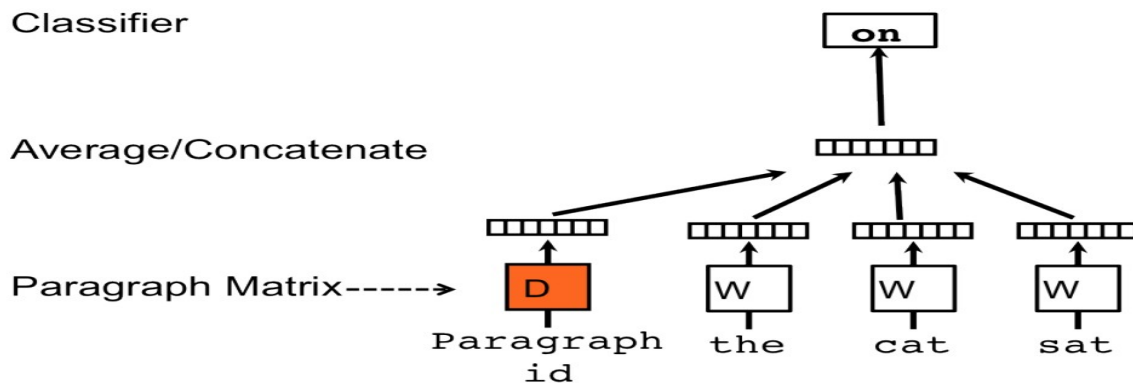 Classifier
on
Average/Concatenate
Paragraph Matrix
D W W W
Paragraph the cat sat
id